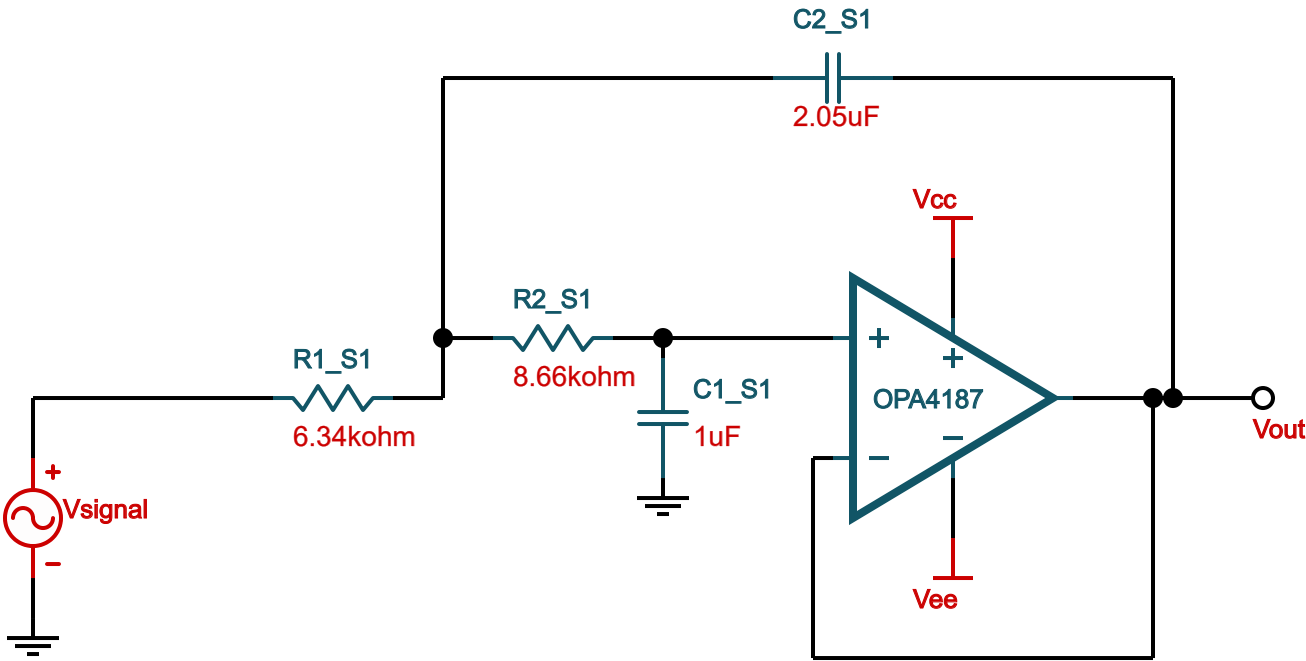 C2_S1
2.05uF
Vcc
R2_S1
8.66kohm
R1_S1
6.34kohm
C1_S1
1uF
+
+
OPA4187
−
−
Vout
+
Vsignal
−
Vee